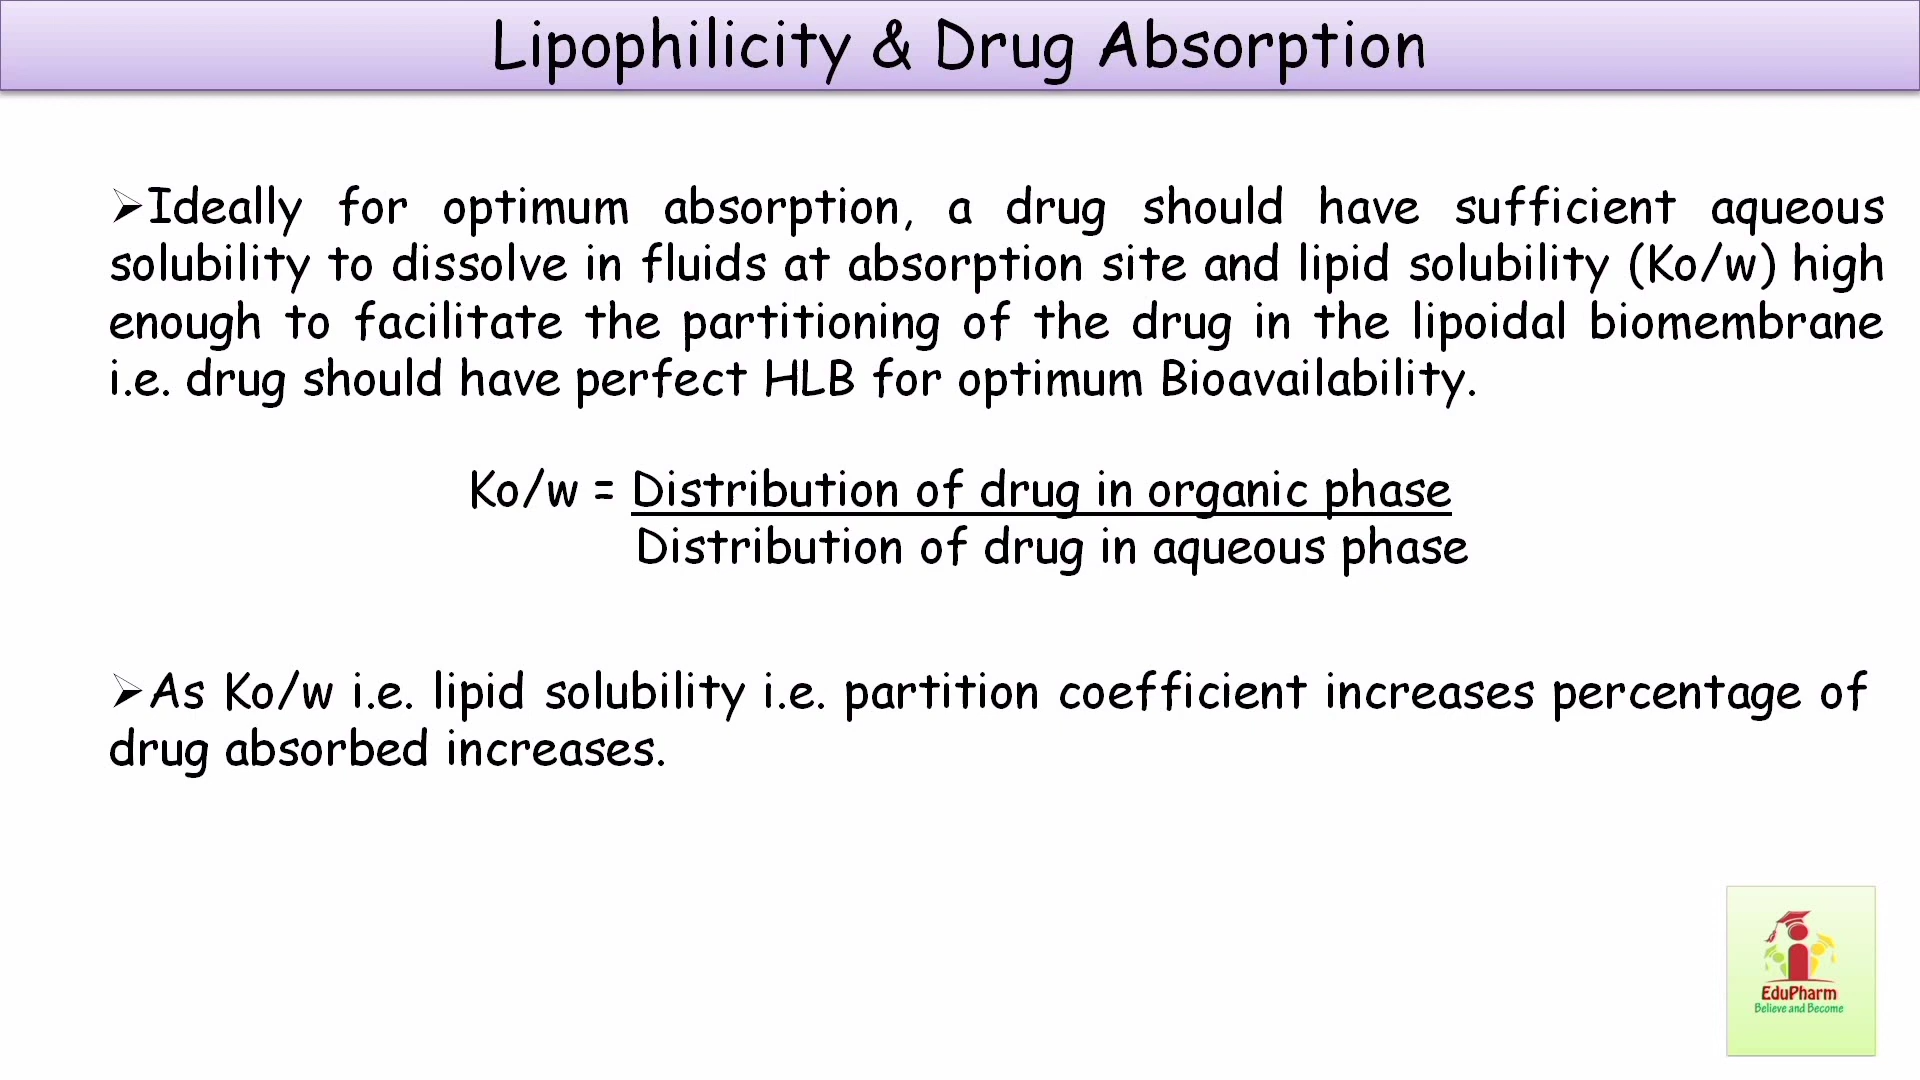 Lipophilicity & Drug Absorption
➢Ideally for optimum absorption, a drug should have sufficient aqueous
solubility to dissolve in fluids at absorption site and lipid solubility (Ko/w) high
enough to facilitate the partitioning of the drug in the lipoidal biomembrane
i.e. drug should have perfect HLB for optimum Bioavailability.
Ko/w = Distribution of drug in organic phase
Distribution of drug in aqueous phase
➢As Ko/w i.e. lipid solubility i.e. partition coefficient increases percentage of
drug absorbed increases.
EduPharm
Believe and Become